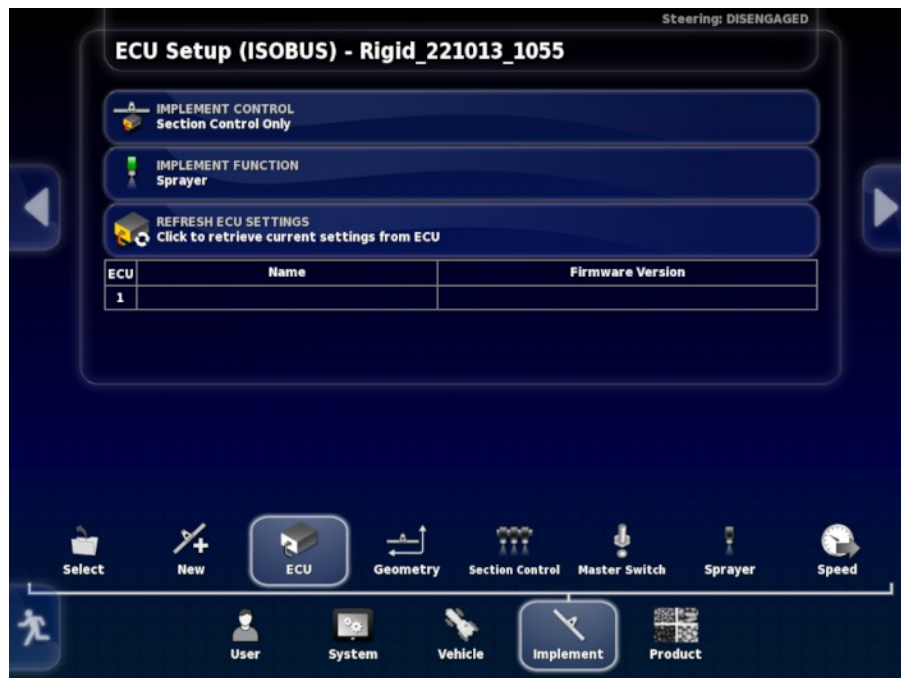 Steering: DISENGAGED
ECU Setup (ISOBUS) - Rigid_221013_1055
IMPLEMENT CONTROL
Section Control Only
IMPLEMENT FUNCTION
Sprayer
REFRESH ECU SETTINGS
Click to retrieve current settings from ECU
ECU Name Firmware Version
1
Select New ECU Geometry Section Control Master Switch Sprayer Speed
User System Vehicle Implement Product